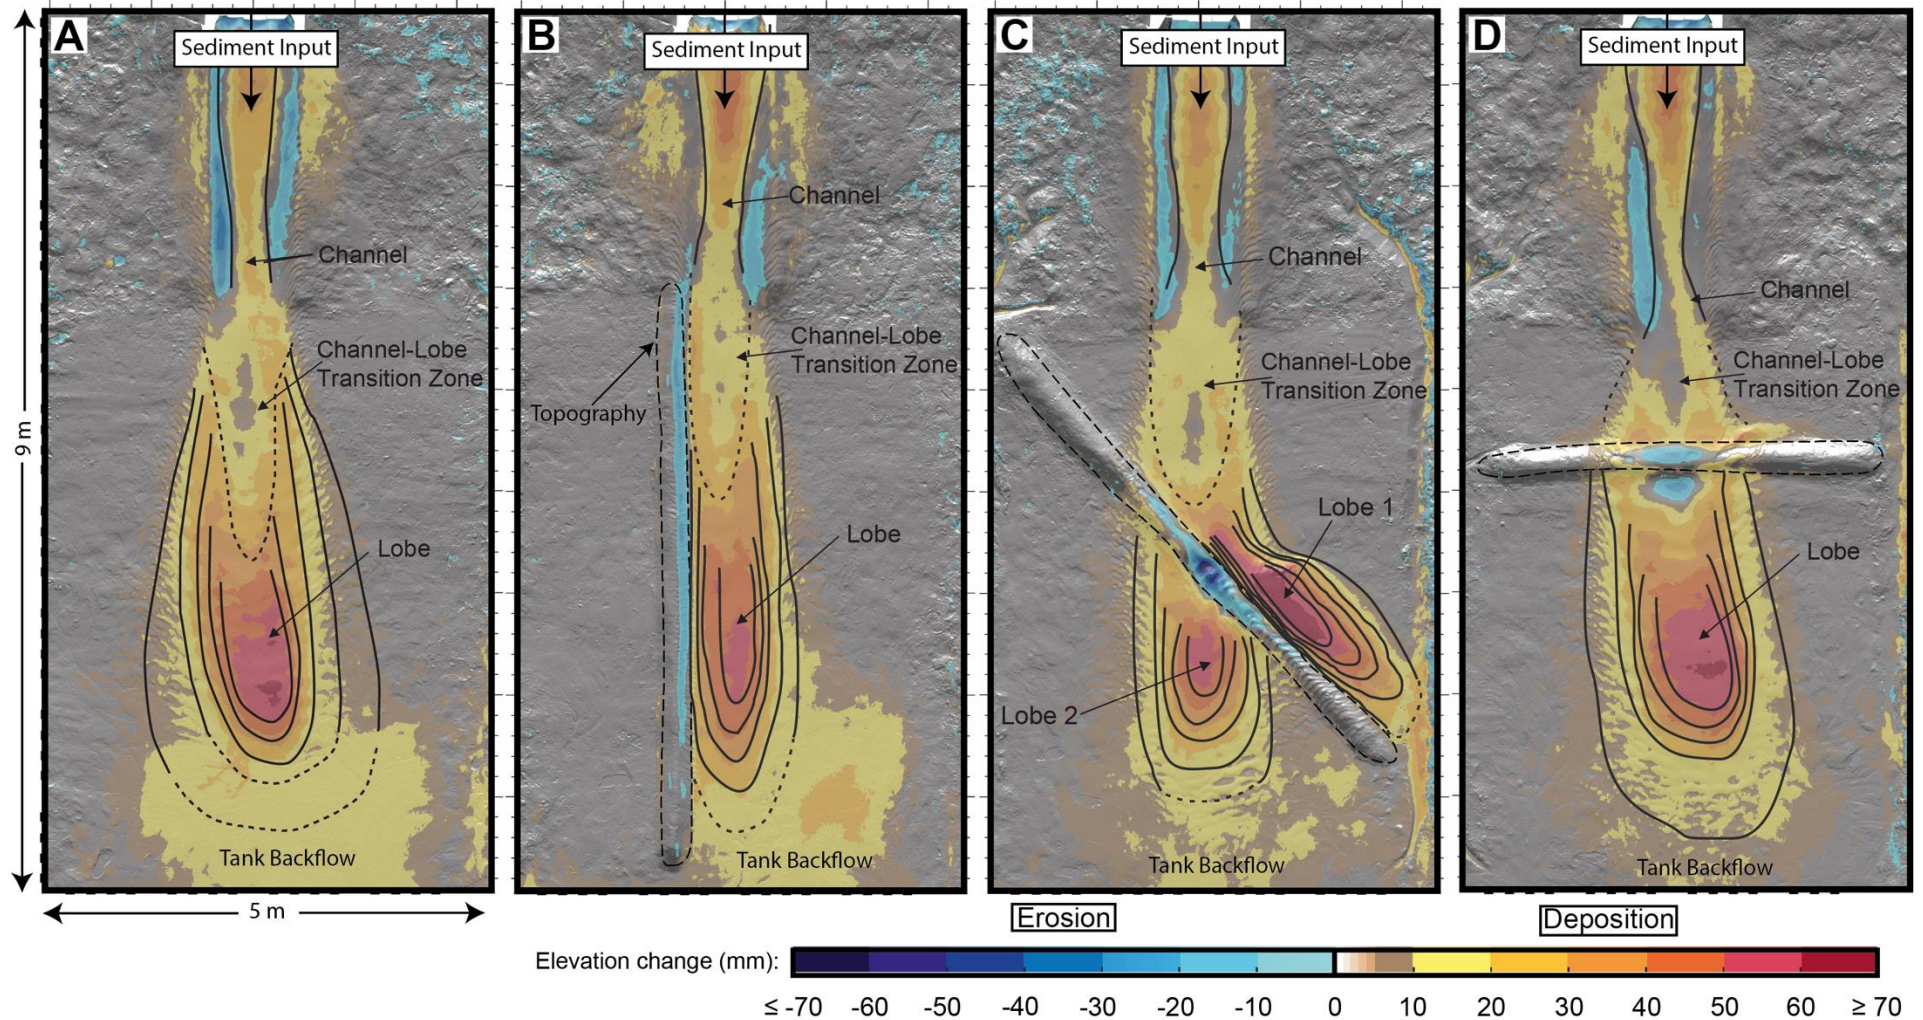 A
Sediment Input
Channel
Channel-Lobe
Transition Zone
Lobe
Tank Backflow
9 m
5 m
B
Sediment Input
Channel
Channel-Lobe
Transition Zone
Topography
Lobe
Tank Backflow
C
Sediment Input
Channel
Channel-Lobe
Transition Zone
Lobe 1
Lobe 2
Tank Backflow
D
Sediment Input
Channel
Channel-Lobe
Transition Zone
Lobe
Tank Backflow
Erosion
Deposition
Elevation change (mm):
≤ -70 -60 -50 -40 -30 -20 -10 0 10 20 30 40 50 60 ≥ 70